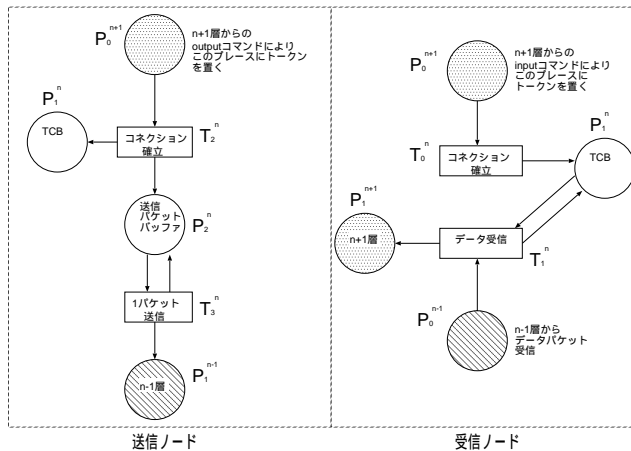 P₀ⁿ⁺¹
n+1層からの
outputコマンドにより
このプレースにトークン
を置く
P₁ⁿ
TCB
コネクション
確立
T₂ⁿ
送信
パケット
バッファ
P₂ⁿ
1パケット
送信
T₃ⁿ
n-1層
P₁ⁿ⁻¹
送信ノード
P₀ⁿ⁺¹
n+1層からの
inputコマンドにより
このプレースに
トークンを置く
P₁ⁿ
T₀ⁿ
コネクション
確立
TCB
P₁ⁿ⁺¹
n+1層
データ受信
T₁ⁿ
P₀ⁿ⁻¹
n-1層から
データパケット
受信
受信ノード